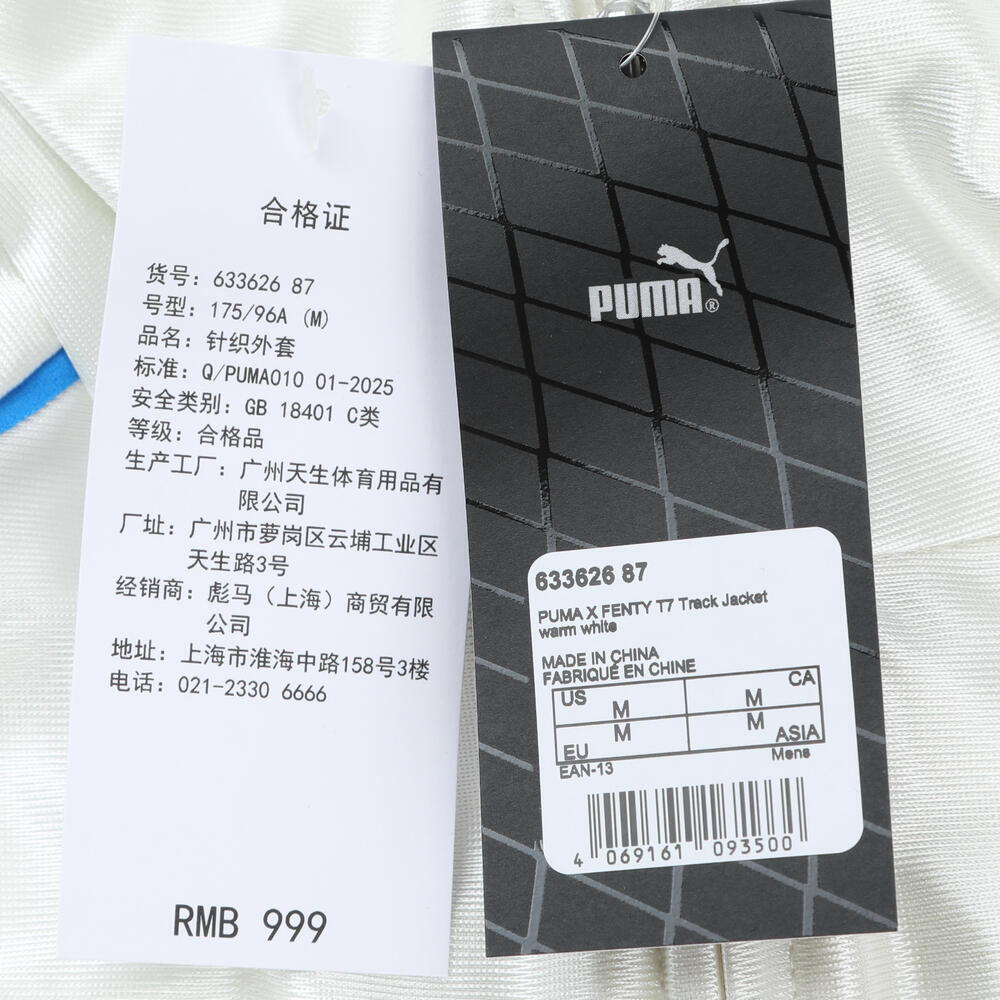 合格证
货号：633626 87
号型：175/96A (M)
品名：针织外套
标准：Q/PUMA010 01-2025
安全类别：GB 18401 C类
等级：合格品
生产工厂：广州天生体育用品有
限公司
厂址：广州市萝岗区云埔工业区
天生路3号
经销商：彪马（上海）商贸有限
公司
地址：上海市淮海中路158号3楼
电话：021-2330 6666
RMB 999
PUMA®
633626 87
PUMA X FENTY T7 Track Jacket
warm white
MADE IN CHINA
FABRIQUÉ EN CHINE
US M M CA
EU M M ASIA
EAN-13 Mens
4 069161 093500